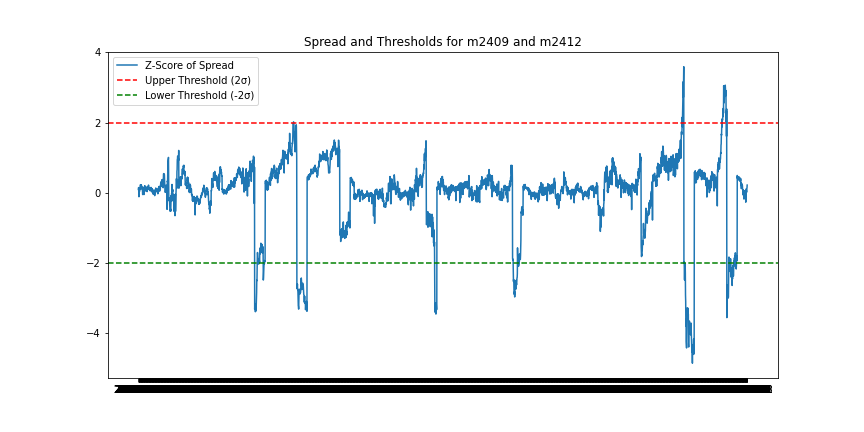 Spread and Thresholds for m2409 and m2412
Z-Score of Spread
Upper Threshold (2σ)
Lower Threshold (-2σ)
4
2
0
−2
−4